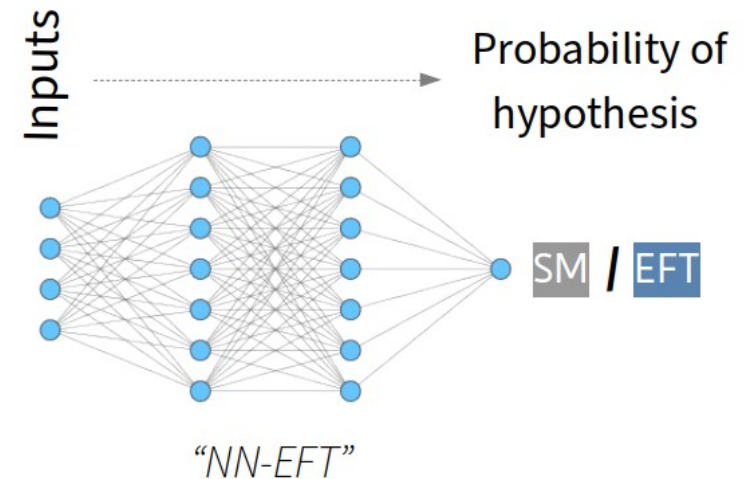 Inputs
Probability of
hypothesis
SM / EFT
“NN-EFT”